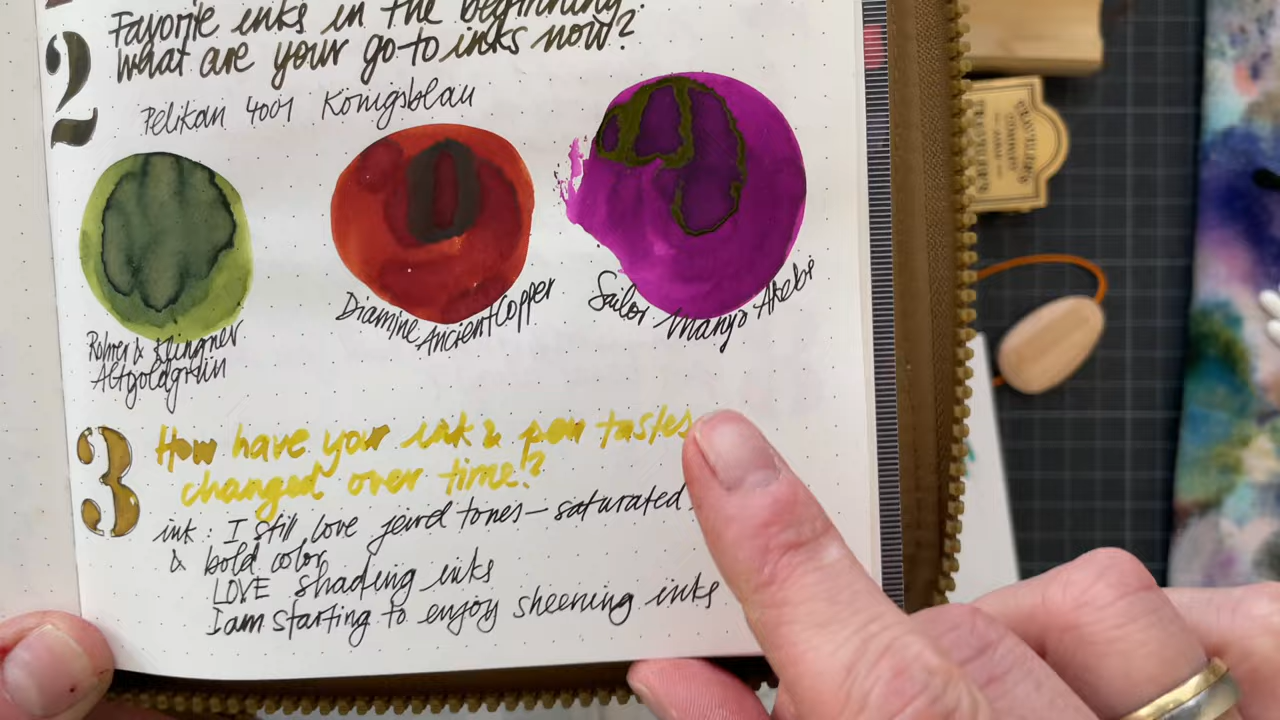 2
Favorite inks in the beginning.
what are your go to inks now?
Pelikan 4001 Königsblau
Rohrer & Klingner
Altgoldgrün
Diamine Ancient Copper
Sailor Manyo Akebi
3
How have your ink & pen tastes
changed over time?
ink: I still love jewel tones – saturated
& bold color
LOVE shading inks
I am starting to enjoy sheening inks
TRAVELER'S
COMPANY